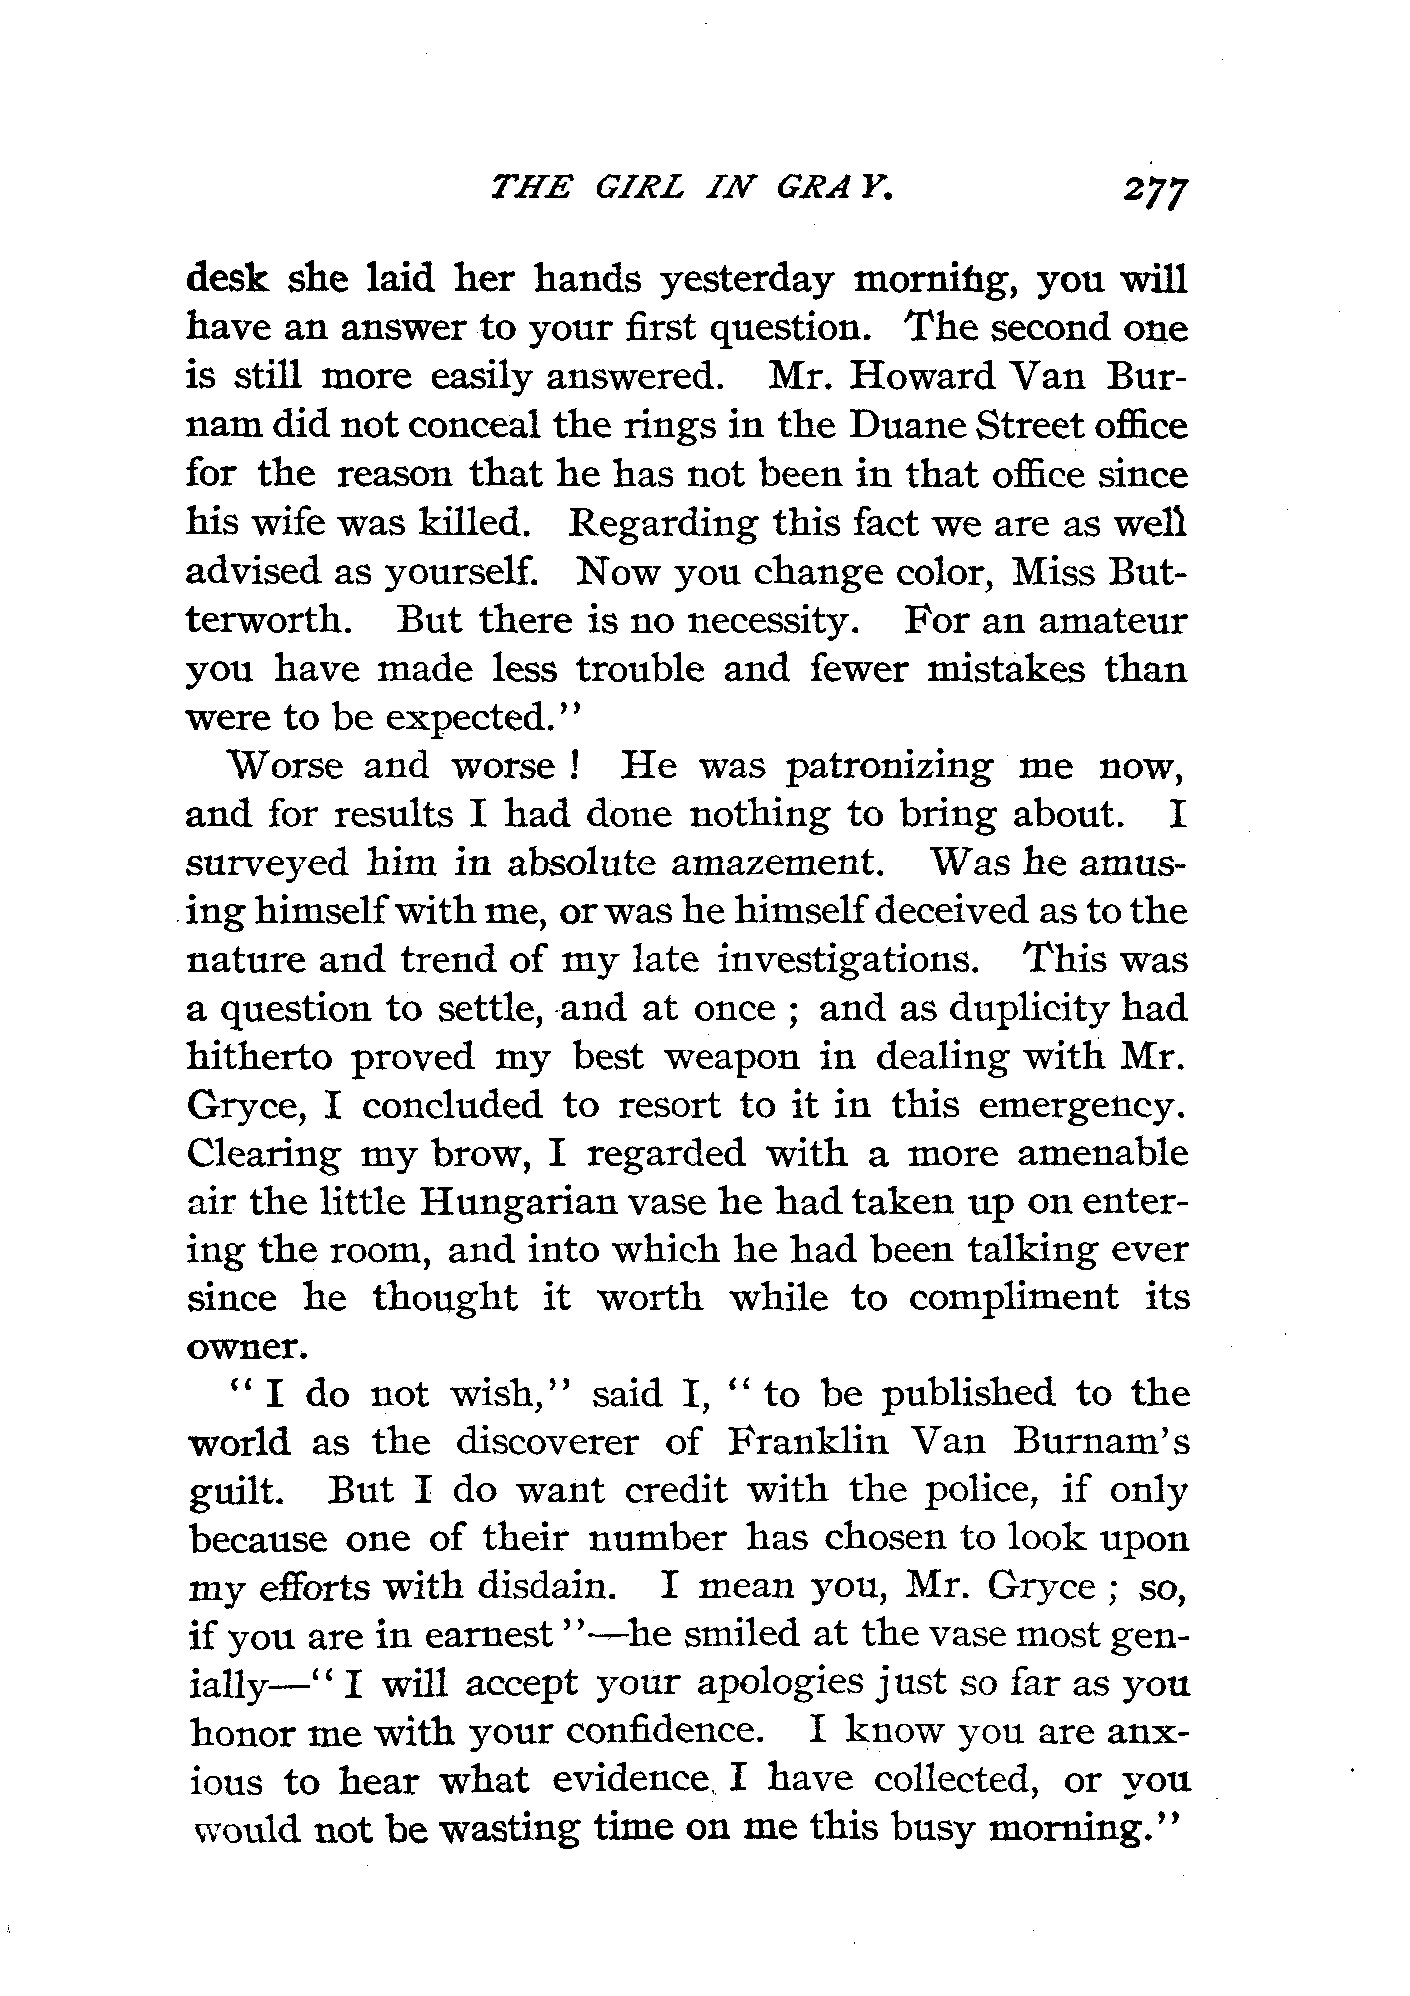 THE GIRL IN GRAY. 277
desk she laid her hands yesterday morning, you will
have an answer to your first question. The second one
is still more easily answered. Mr. Howard Van Bur-
nam did not conceal the rings in the Duane Street office
for the reason that he has not been in that office since
his wife was killed. Regarding this fact we are as well
advised as yourself. Now you change color, Miss But-
terworth. But there is no necessity. For an amateur
you have made less trouble and fewer mistakes than
were to be expected."
Worse and worse ! He was patronizing me now,
and for results I had done nothing to bring about. I
surveyed him in absolute amazement. Was he amus-
ing himself with me, or was he himself deceived as to the
nature and trend of my late investigations. This was
a question to settle, and at once ; and as duplicity had
hitherto proved my best weapon in dealing with Mr.
Gryce, I concluded to resort to it in this emergency.
Clearing my brow, I regarded with a more amenable
air the little Hungarian vase he had taken up on enter-
ing the room, and into which he had been talking ever
since he thought it worth while to compliment its
owner.
" I do not wish," said I, " to be published to the
world as the discoverer of Franklin Van Burnam's
guilt. But I do want credit with the police, if only
because one of their number has chosen to look upon
my efforts with disdain. I mean you, Mr. Gryce ; so,
if you are in earnest "—he smiled at the vase most gen-
ially—" I will accept your apologies just so far as you
honor me with your confidence. I know you are anx-
ious to hear what evidence I have collected, or you
would not be wasting time on me this busy morning."